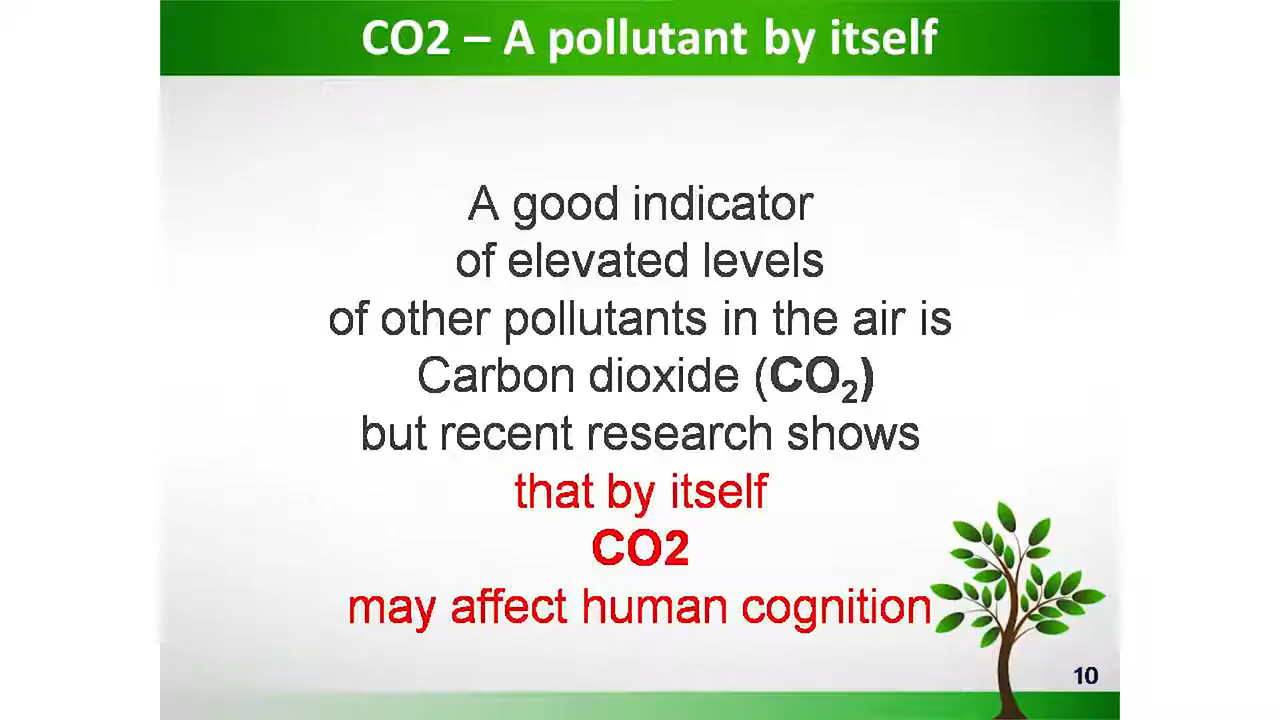 CO2 – A pollutant by itself
A good indicator
of elevated levels
of other pollutants in the air is
Carbon dioxide (CO₂)
but recent research shows
that by itself
CO2
may affect human cognition
10